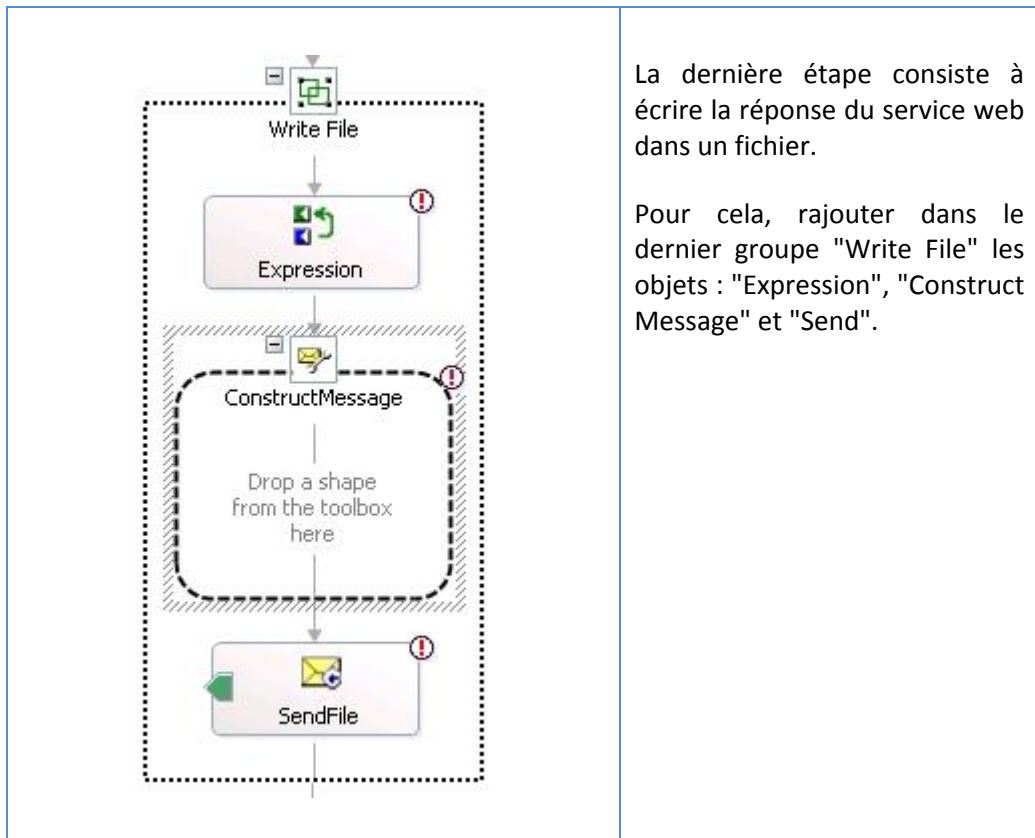 Write File
Expression
ConstructMessage
Drop a shape
from the toolbox
here
SendFile
La dernière étape consiste à
écrire la réponse du service web
dans un fichier.
Pour cela, rajouter dans le
dernier groupe "Write File" les
objets : "Expression", "Construct
Message" et "Send".